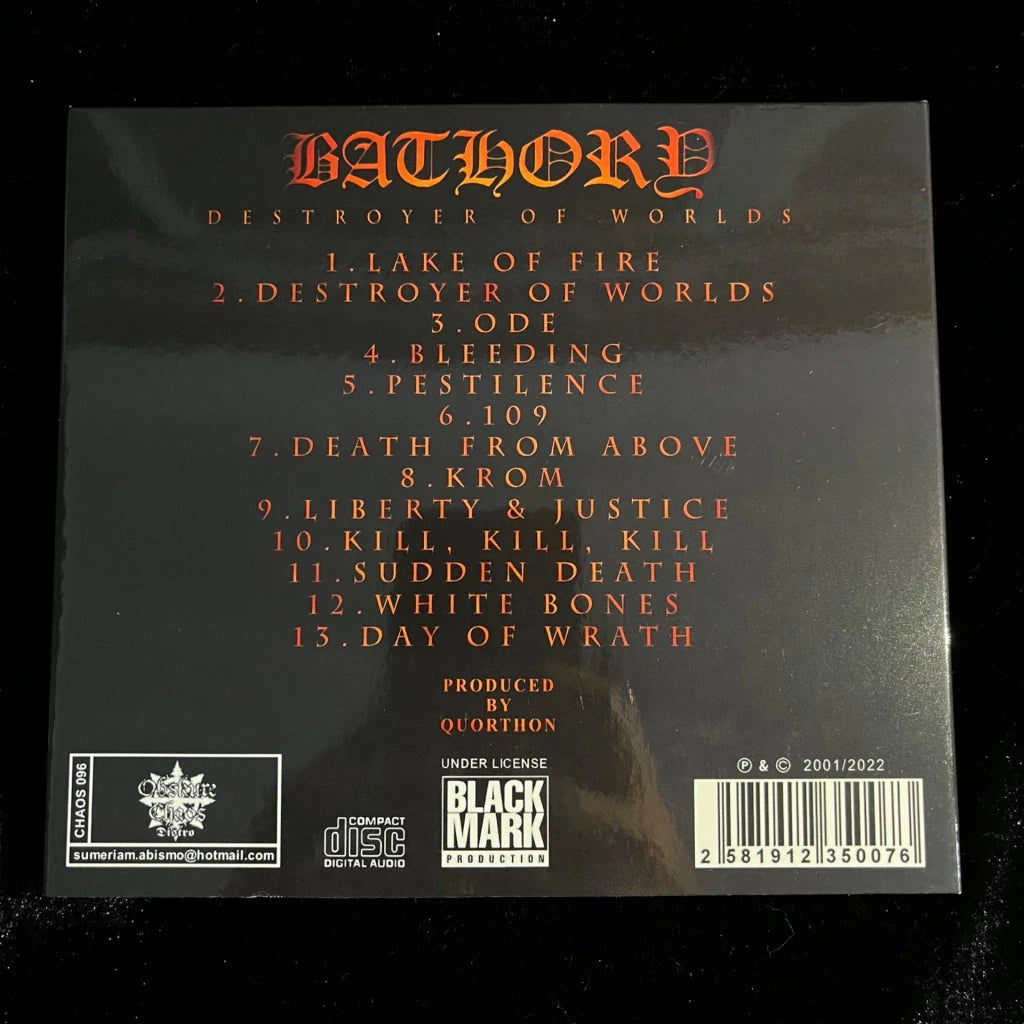 BATHORY
DESTROYER OF WORLDS
1.LAKE OF FIRE
2.DESTROYER OF WORLDS
3.ODE
4.BLEEDING
5.PESTILENCE
6.109
7.DEATH FROM ABOVE
8.KROM
9.LIBERTY & JUSTICE
10.KILL, KILL, KILL
11.SUDDEN DEATH
12.WHITE BONES
13.DAY OF WRATH
PRODUCED
BY
QUORTHON
CHAOS 096
Obskure
Chaos
Distro
sumeriam.abismo@hotmail.com
COMPACT
disc
DIGITAL AUDIO
UNDER LICENSE
BLACK
MARK
PRODUCTION
℗ & © 2001/2022
2 581912 350076